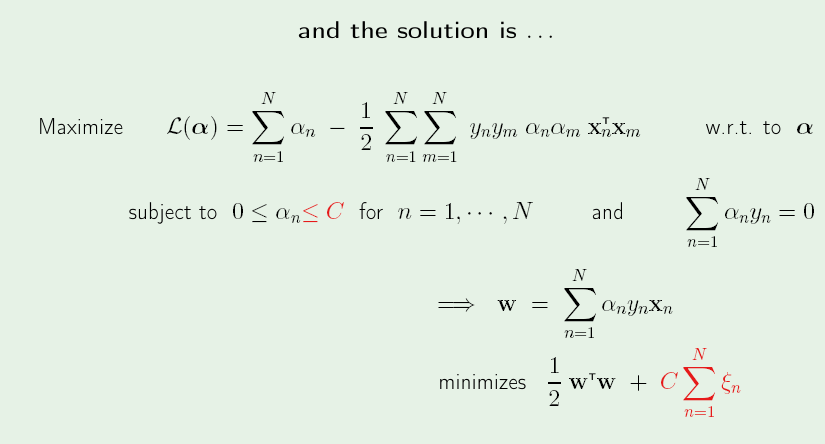 and the solution is …
Maximize ℒ(α) = ∑_{n=1}^{N} α_n − 1/2 ∑_{n=1}^{N} ∑_{m=1}^{N} y_n y_m α_n α_m x_n^T x_m w.r.t. to α
subject to 0 ≤ α_n ≤ C for n = 1, ⋯ , N and ∑_{n=1}^{N} α_n y_n = 0
⟹ w = ∑_{n=1}^{N} α_n y_n x_n
minimizes 1/2 w^T w + C ∑_{n=1}^{N} ξ_n